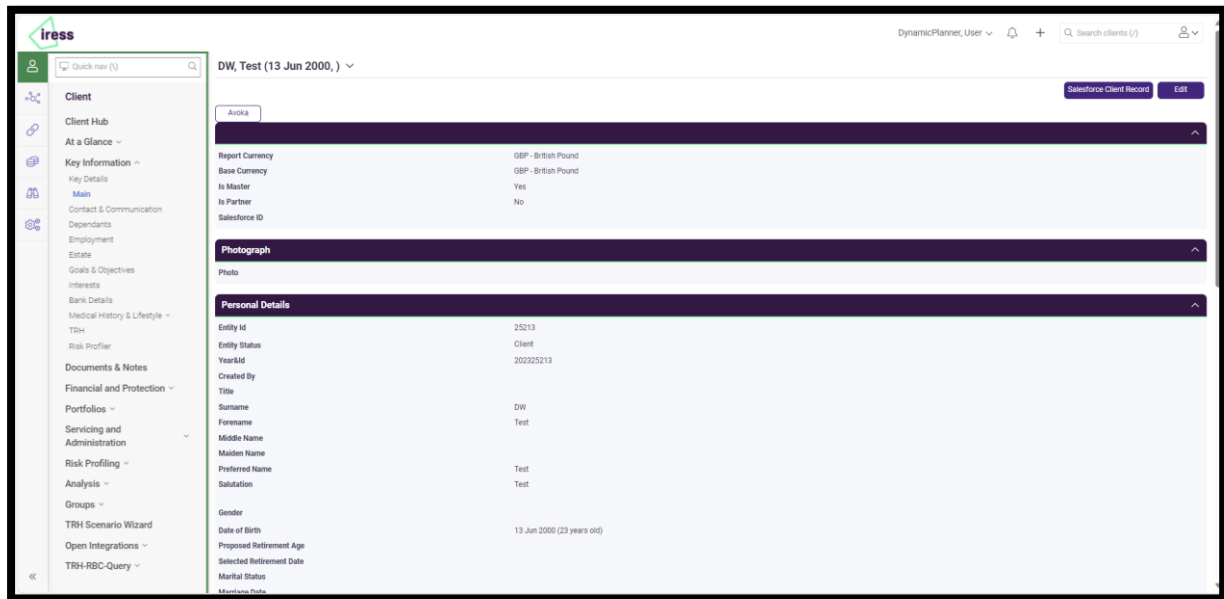 iress
DynamicPlanner, User
Search clients (/)
Quick nav (\)
DW, Test (13 Jun 2000, )
Salesforce Client Record
Edit
Client
Client Hub
At a Glance
Key Information
Key Details
Main
Contact & Communication
Dependants
Employment
Estate
Goals & Objectives
Interests
Bank Details
Medical History & Lifestyle
TRH
Risk Profiler
Documents & Notes
Financial and Protection
Portfolios
Servicing and
Administration
Risk Profiling
Analysis
Groups
TRH Scenario Wizard
Open Integrations
TRH-RBC-Query
Avoka
Report Currency GBP - British Pound
Base Currency GBP - British Pound
Is Master Yes
Is Partner No
Salesforce ID
Photograph
Photo
Personal Details
Entity Id 25213
Entity Status Client
Year&Id 202325213
Created By
Title
Surname DW
Forename Test
Middle Name
Maiden Name
Preferred Name Test
Salutation Test
Gender
Date of Birth 13 Jun 2000 (23 years old)
Proposed Retirement Age
Selected Retirement Date
Marital Status
Marriage Date